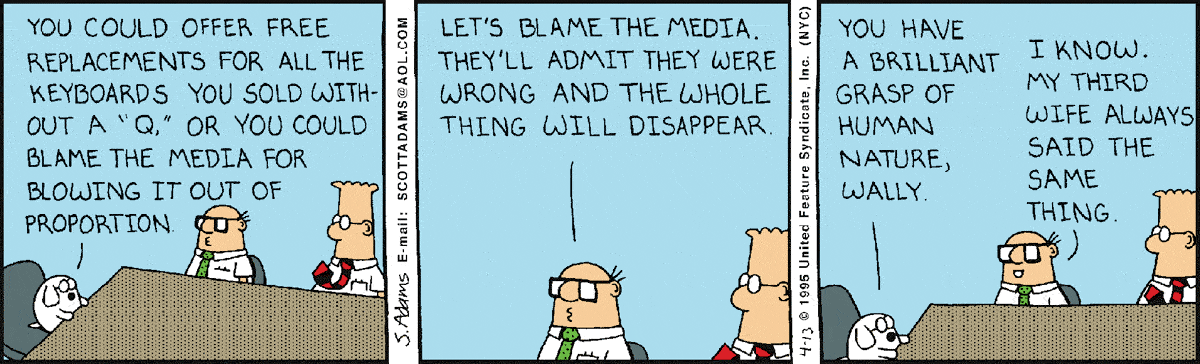 YOU COULD OFFER FREE
REPLACEMENTS FOR ALL THE
KEYBOARDS YOU SOLD WITH-
OUT A "Q," OR YOU COULD
BLAME THE MEDIA FOR
BLOWING IT OUT OF
PROPORTION.
S.Adams E-mail: SCOTTADAMS@AOL.COM
LET'S BLAME THE MEDIA.
THEY'LL ADMIT THEY WERE
WRONG AND THE WHOLE
THING WILL DISAPPEAR.
4-13 © 1995 United Feature Syndicate, Inc. (NYC)
YOU HAVE
A BRILLIANT
GRASP OF
HUMAN
NATURE,
WALLY.
I KNOW.
MY THIRD
WIFE ALWAYS
SAID THE
SAME
THING.